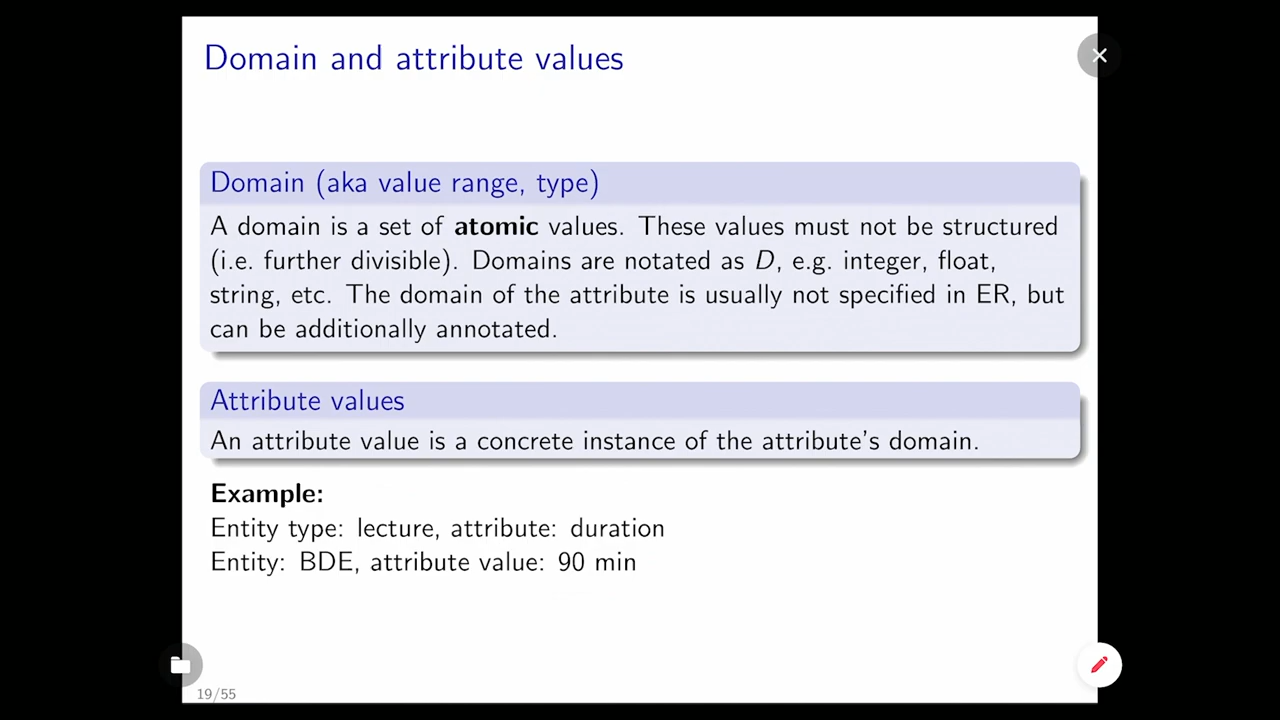 Domain and attribute values
Domain (aka value range, type)
A domain is a set of atomic values. These values must not be structured
(i.e. further divisible). Domains are notated as D, e.g. integer, float,
string, etc. The domain of the attribute is usually not specified in ER, but
can be additionally annotated.
Attribute values
An attribute value is a concrete instance of the attribute's domain.
Example:
Entity type: lecture, attribute: duration
Entity: BDE, attribute value: 90 min
19/55